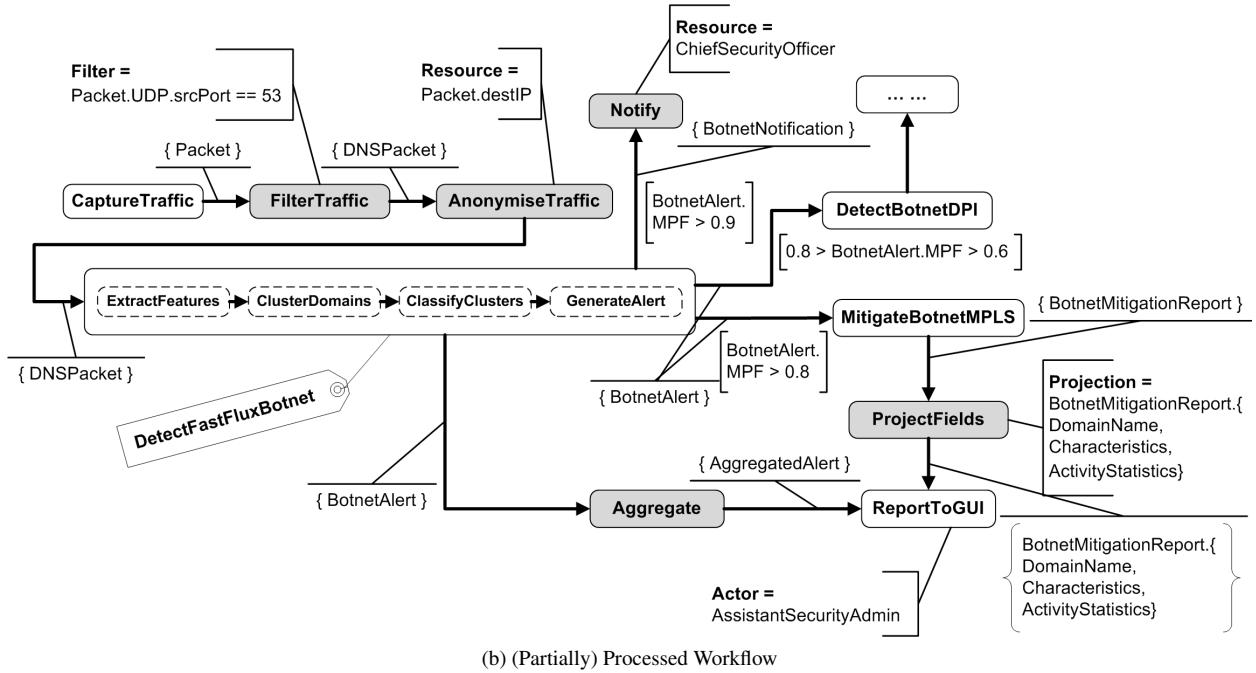 Resource =
ChiefSecurityOfficer
Filter =
Packet.UDP.srcPort == 53
Resource =
Packet.destIP
Notify
... ...
{ Packet }
{ DNSPacket }
{ BotnetNotification }
CaptureTraffic
FilterTraffic
AnonymiseTraffic
BotnetAlert.
MPF > 0.9
DetectBotnetDPI
0.8 > BotnetAlert.MPF > 0.6
ExtractFeatures
ClusterDomains
ClassifyClusters
GenerateAlert
{ BotnetMitigationReport }
MitigateBotnetMPLS
{ DNSPacket }
BotnetAlert.
MPF > 0.8
{ BotnetAlert }
DetectFastFluxBotnet
Projection =
BotnetMitigationReport.{
DomainName,
Characteristics,
ActivityStatistics}
ProjectFields
{ AggregatedAlert }
{ BotnetAlert }
Aggregate
ReportToGUI
BotnetMitigationReport.{
DomainName,
Characteristics,
ActivityStatistics}
Actor =
AssistantSecurityAdmin
(b) (Partially) Processed Workflow